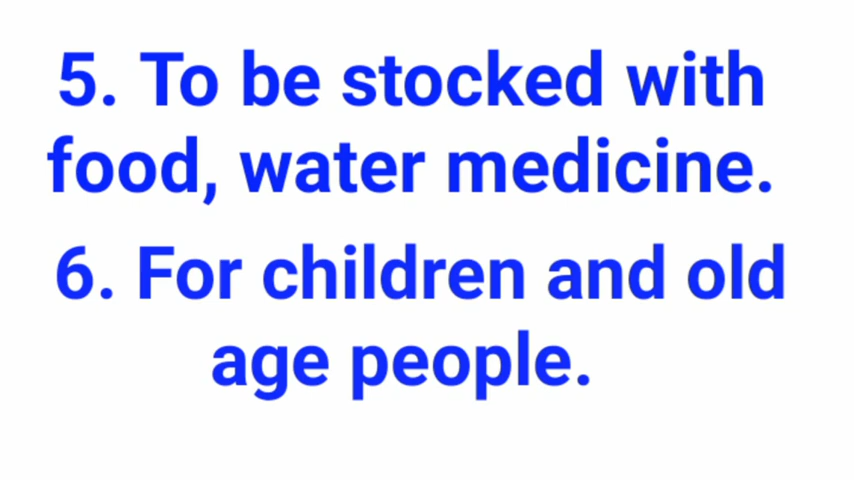 5. To be stocked with
food, water medicine.
6. For children and old
age people.